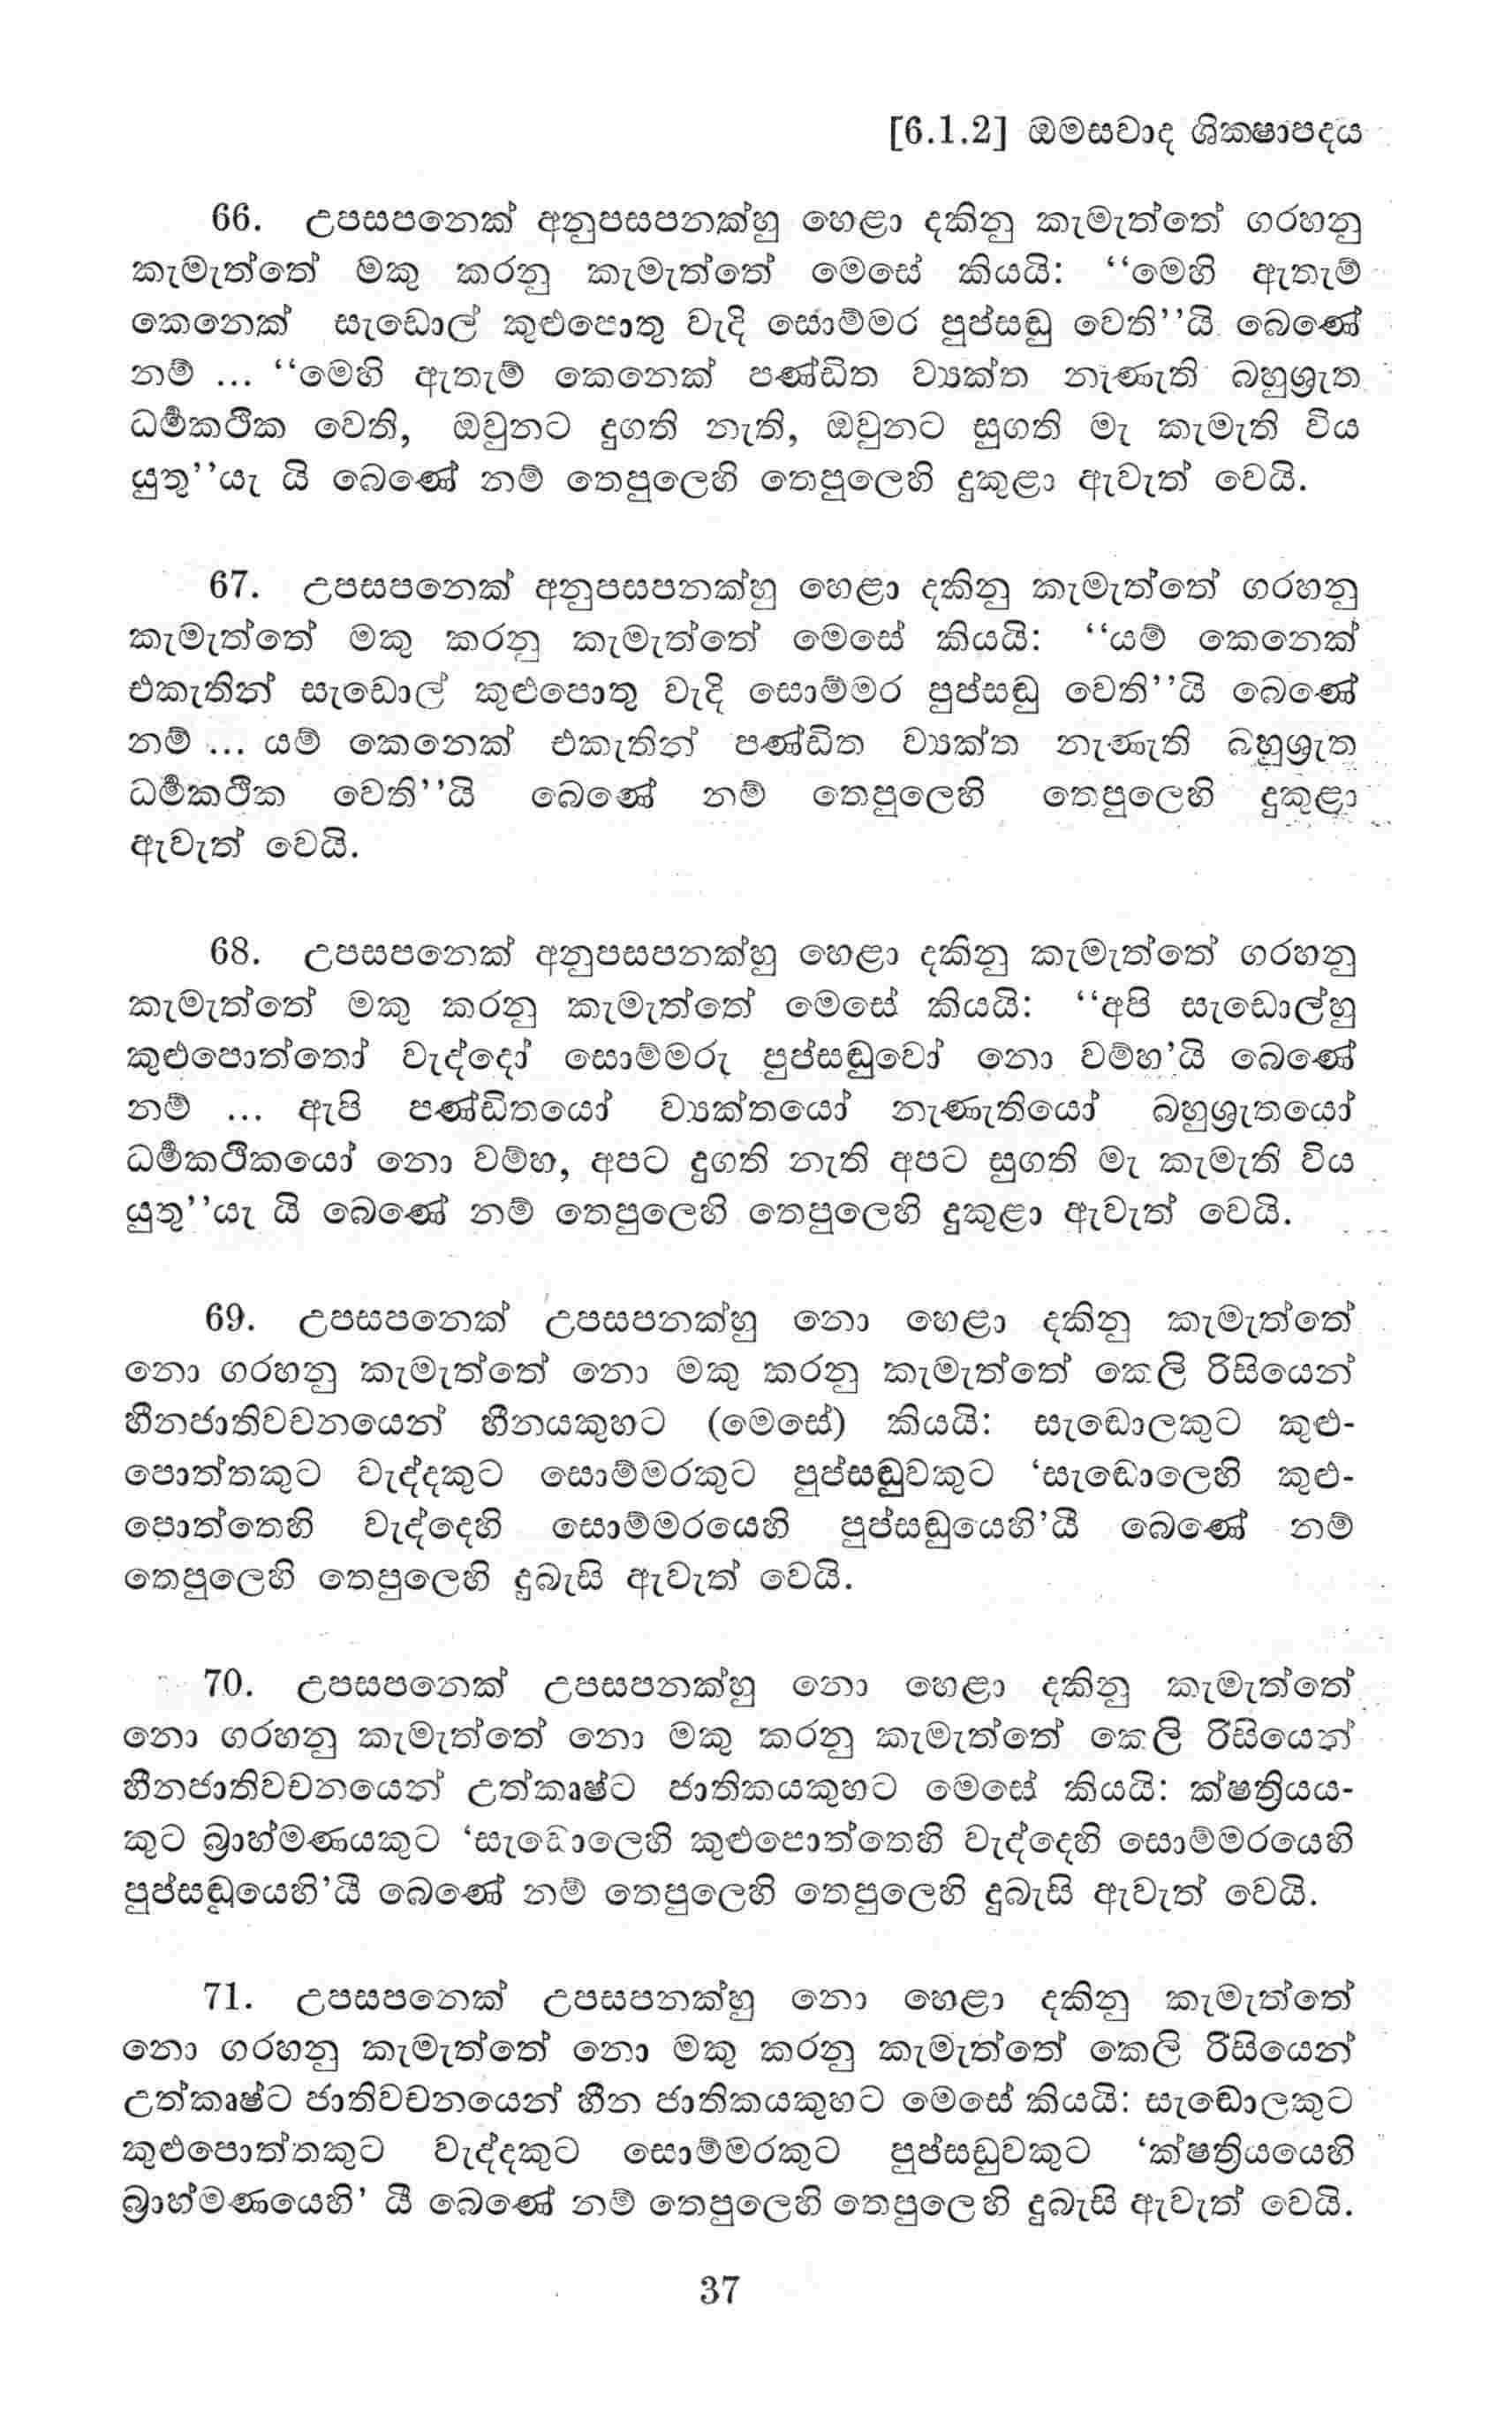 [6.1.2] ඔමසවාද ශික්‍ෂාපදය
66. උපසපනෙක් අනුපසපනක්හු හෙළා දකිනු කැමැත්තේ ගරහනු
කැමැත්තේ මකු කරනු කැමැත්තේ මෙසේ කියයි: ‘‘මෙහි ඇතැම්
කෙනෙක් සැඩොල් කුළුපොතු වැදි සොම්මර පුප්සඬු වෙති’’යි බෙණේ
නම් ... ‘‘මෙහි ඇතැම් කෙනෙක් පණ්ඩිත ව්‍යක්ත නැණැති බහුශ්‍රැත
ධර්‍මකථික වෙති, ඔවුනට දුගති නැති, ඔවුනට සුගති මැ කැමැති විය
යුතු’’යැ යි බෙණේ නම් තෙපුලෙහි තෙපුලෙහි දුකුළා ඇවැත් වෙයි.
67. උපසපනෙක් අනුපසපනක්හු හෙළා දකිනු කැමැත්තේ ගරහනු
කැමැත්තේ මකු කරනු කැමැත්තේ මෙසේ කියයි: ‘‘යම් කෙනෙක්
එකැතින් සැඩොල් කුළුපොතු වැදි සොම්මර පුප්සඬු වෙති’’යි බෙණේ
නම් ... යම් කෙනෙක් එකැතින් පණ්ඩිත ව්‍යක්ත නැණැති බහුශ්‍රැත
ධර්‍මකථික වෙති’’යි බෙණේ නම් තෙපුලෙහි තෙපුලෙහි දුකුළා
ඇවැත් වෙයි.
68. උපසපනෙක් අනුපසපනක්හු හෙළා දකිනු කැමැත්තේ ගරහනු
කැමැත්තේ මකු කරනු කැමැත්තේ මෙසේ කියයි: ‘‘අපි සැඩොල්හු
කුළුපොත්තෝ වැද්දෝ සොම්මරු පුප්සඬුවෝ නො වම්හ’යි බෙණේ
නම් ... ඇපි පණ්ඩිතයෝ ව්‍යක්තයෝ නැණැතියෝ බහුශ්‍රැතයෝ
ධර්‍මකථිකයෝ නො වම්හ, අපට දුගති නැති අපට සුගති මැ කැමැති විය
යුතු’’යැ යි බෙණේ නම් තෙපුලෙහි තෙපුලෙහි දුකුළා ඇවැත් වෙයි.
69. උපසපනෙක් උපසපනක්හු නො හෙළා දකිනු කැමැත්තේ
නො ගරහනු කැමැත්තේ නො මකු කරනු කැමැත්තේ කෙලි රිසියෙන්
හීනජාතිවචනයෙන් හීනයකුහට (මෙසේ) කියයි: සැඬොලකුට කුළු-
පොත්තකුට වැද්දකුට සොම්මරකුට පුප්සඬුවකුට ‘සැඬොලෙහි කුළු-
පොත්තෙහි වැද්දෙහි සොම්මරයෙහි පුප්සඬුයෙහි’යී බෙණේ නම්
තෙපුලෙහි තෙපුලෙහි දුබැසි ඇවැත් වෙයි.
70. උපසපනෙක් උපසපනක්හු නො හෙළා දකිනු කැමැත්තේ
නො ගරහනු කැමැත්තේ නො මකු කරනු කැමැත්තේ කෙලි රිසියෙන්
හීනජාතිවචනයෙන් උත්කෘෂ්ට ජාතිකයකුහට මෙසේ කියයි: ක්ෂත්‍රියය-
කුට බ්‍රාහ්මණයකුට ‘සැඩොලෙහි කුළුපොත්තෙහි වැද්දෙහි සොම්මරයෙහි
පුප්සඬුයෙහි’යී බෙණේ නම් තෙපුලෙහි තෙපුලෙහි දුබැසි ඇවැත් වෙයි.
71. උපසපනෙක් උපසපනක්හු නො හෙළා දකිනු කැමැත්තේ
නො ගරහනු කැමැත්තේ නො මකු කරනු කැමැත්තේ කෙලි රිසියෙන්
උත්කෘෂ්ට ජාතිවචනයෙන් හීන ජාතිකයකුහට මෙසේ කියයි: සැඬොලකුට
කුළුපොත්තකුට වැද්දකුට සොම්මරකුට පුප්සඩුවකුට ‘ක්ෂත්‍රියයෙහි
බ්‍රාහ්මණයෙහි’ යී බෙණේ නම් තෙපුලෙහි තෙපුලෙහි දුබැසි ඇවැත් වෙයි.
37